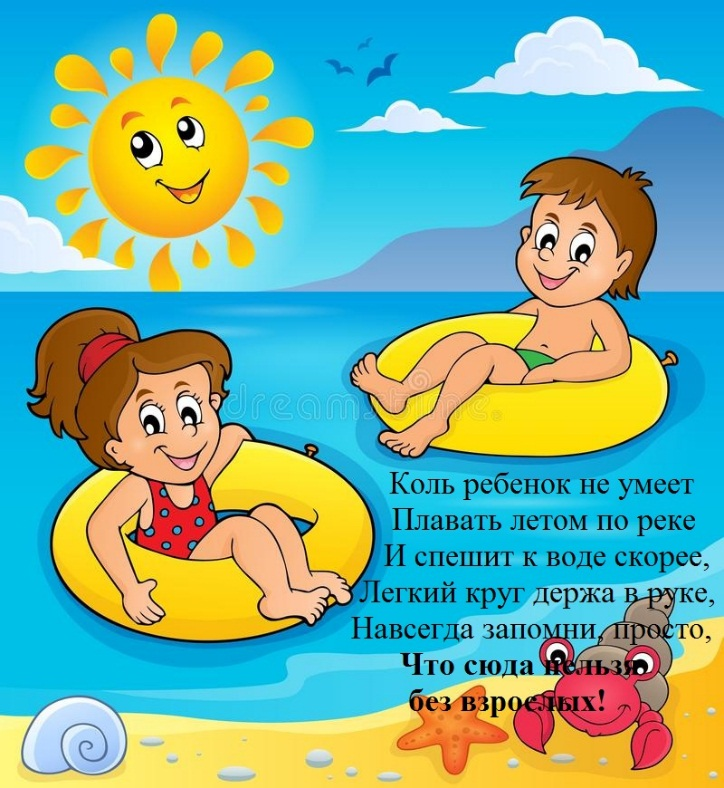 dreamstime.
Коль ребенок не умеет
Плавать летом по реке
И спешит к воде скорее,
Легкий круг держа в руке,
Навсегда запомни, просто,
Что сюда нельзя
без взрослых!